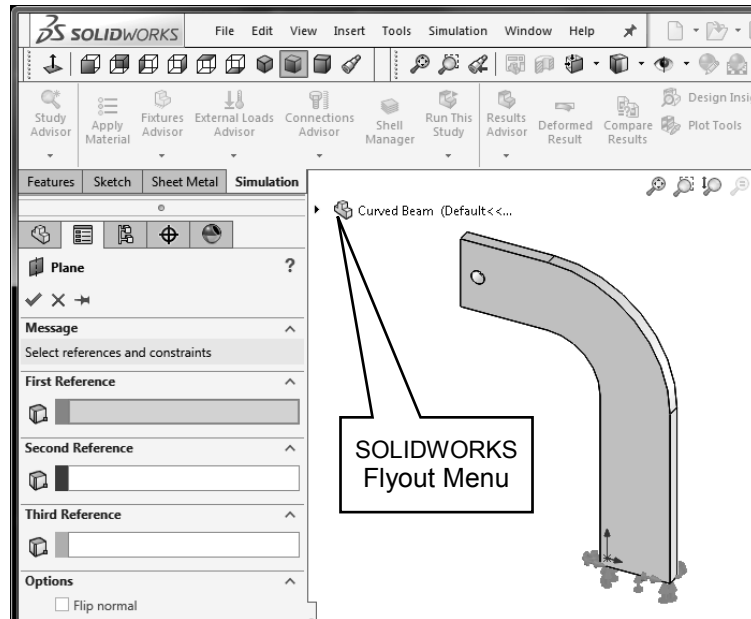 SOLIDWORKS File Edit View Insert Tools Simulation Window Help
Study Advisor
Apply Material
Fixtures Advisor
External Loads Advisor
Connections Advisor
Shell Manager
Run This Study
Results Advisor
Deformed Result
Compare Results
Design Insi
Plot Tools
Features Sketch Sheet Metal Simulation
Curved Beam (Default<<...
Plane ?
Message
Select references and constraints
First Reference
Second Reference
Third Reference
Options
Flip normal
SOLIDWORKS
Flyout Menu